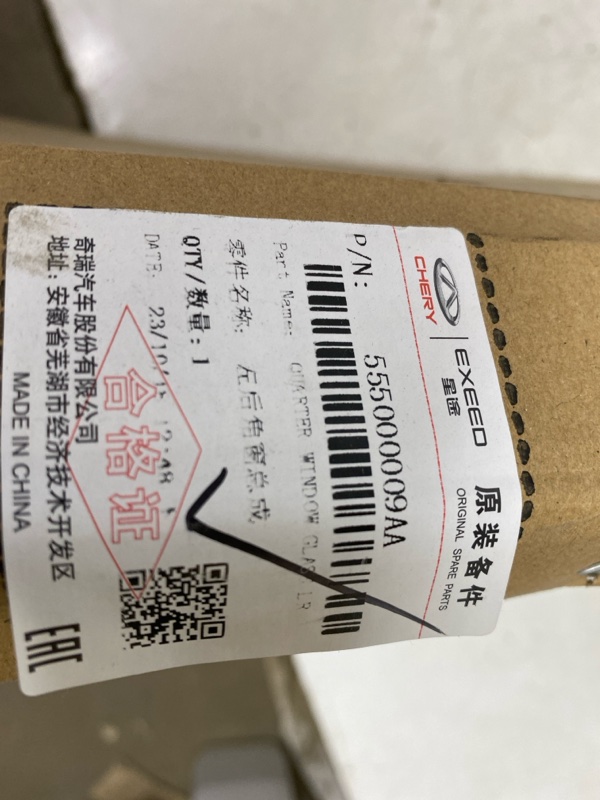 CHERY
EXEED
星途
原装备件
ORIGINAL SPARE PARTS
P/N: 555000009AA
Part Name: QUARTER WINDOW GLASS LR
零件名称: 左后角窗总成
QTY/数量: 1
DATE:
合格证
奇瑞汽车股份有限公司
地址: 安徽省芜湖市经济技术开发区
MADE IN CHINA
EAC